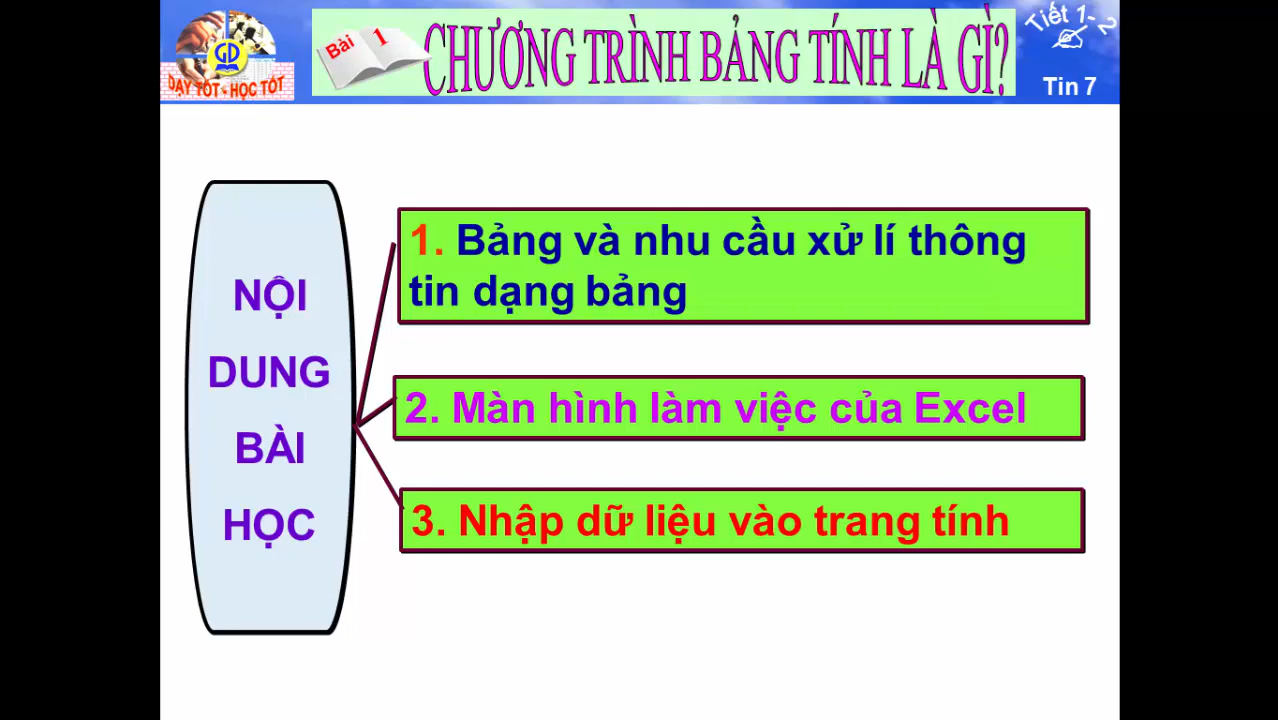 Bài 1
CHƯƠNG TRÌNH BẢNG TÍNH LÀ GÌ?
Tiết 1-2
Tin 7
GD
DẠY TỐT - HỌC TỐT
NỘI
DUNG
BÀI
HỌC
1. Bảng và nhu cầu xử lí thông
tin dạng bảng
2. Màn hình làm việc của Excel
3. Nhập dữ liệu vào trang tính